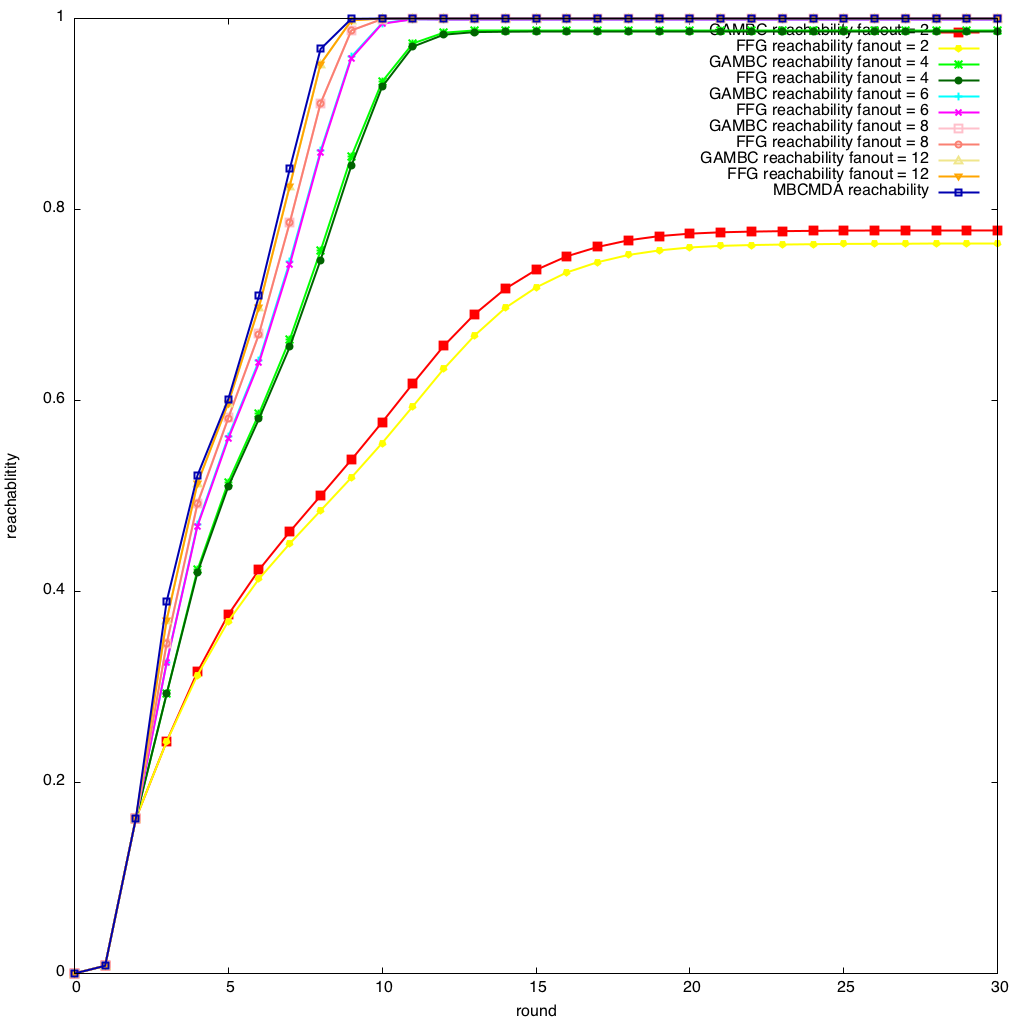 1
GAMBC reachability fanout = 2
FFG reachability fanout = 2
GAMBC reachability fanout = 4
FFG reachability fanout = 4
GAMBC reachability fanout = 6
FFG reachability fanout = 6
GAMBC reachability fanout = 8
FFG reachability fanout = 8
GAMBC reachability fanout = 12
FFG reachability fanout = 12
MBCMDA reachability
0.8
0.6
reachablitity
0.4
0.2
0
0 5 10 15 20 25 30
round